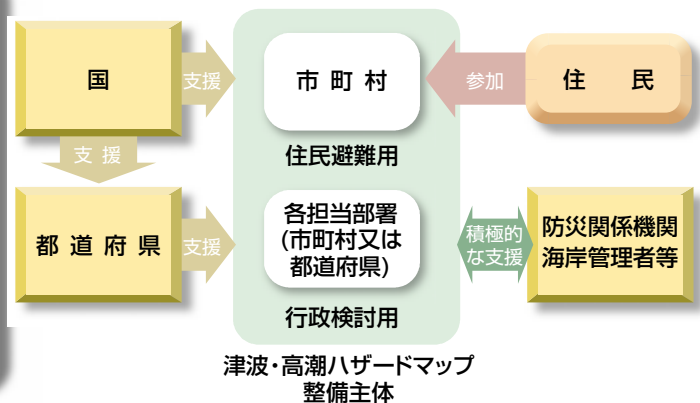 国
支援
市町村
参加
住 民
支 援
住民避難用
都 道 府 県
支援
各担当部署
(市町村又は
都道府県)
積極的
な支援
防災関係機関
海岸管理者等
行政検討用
津波・高潮ハザードマップ
整備主体